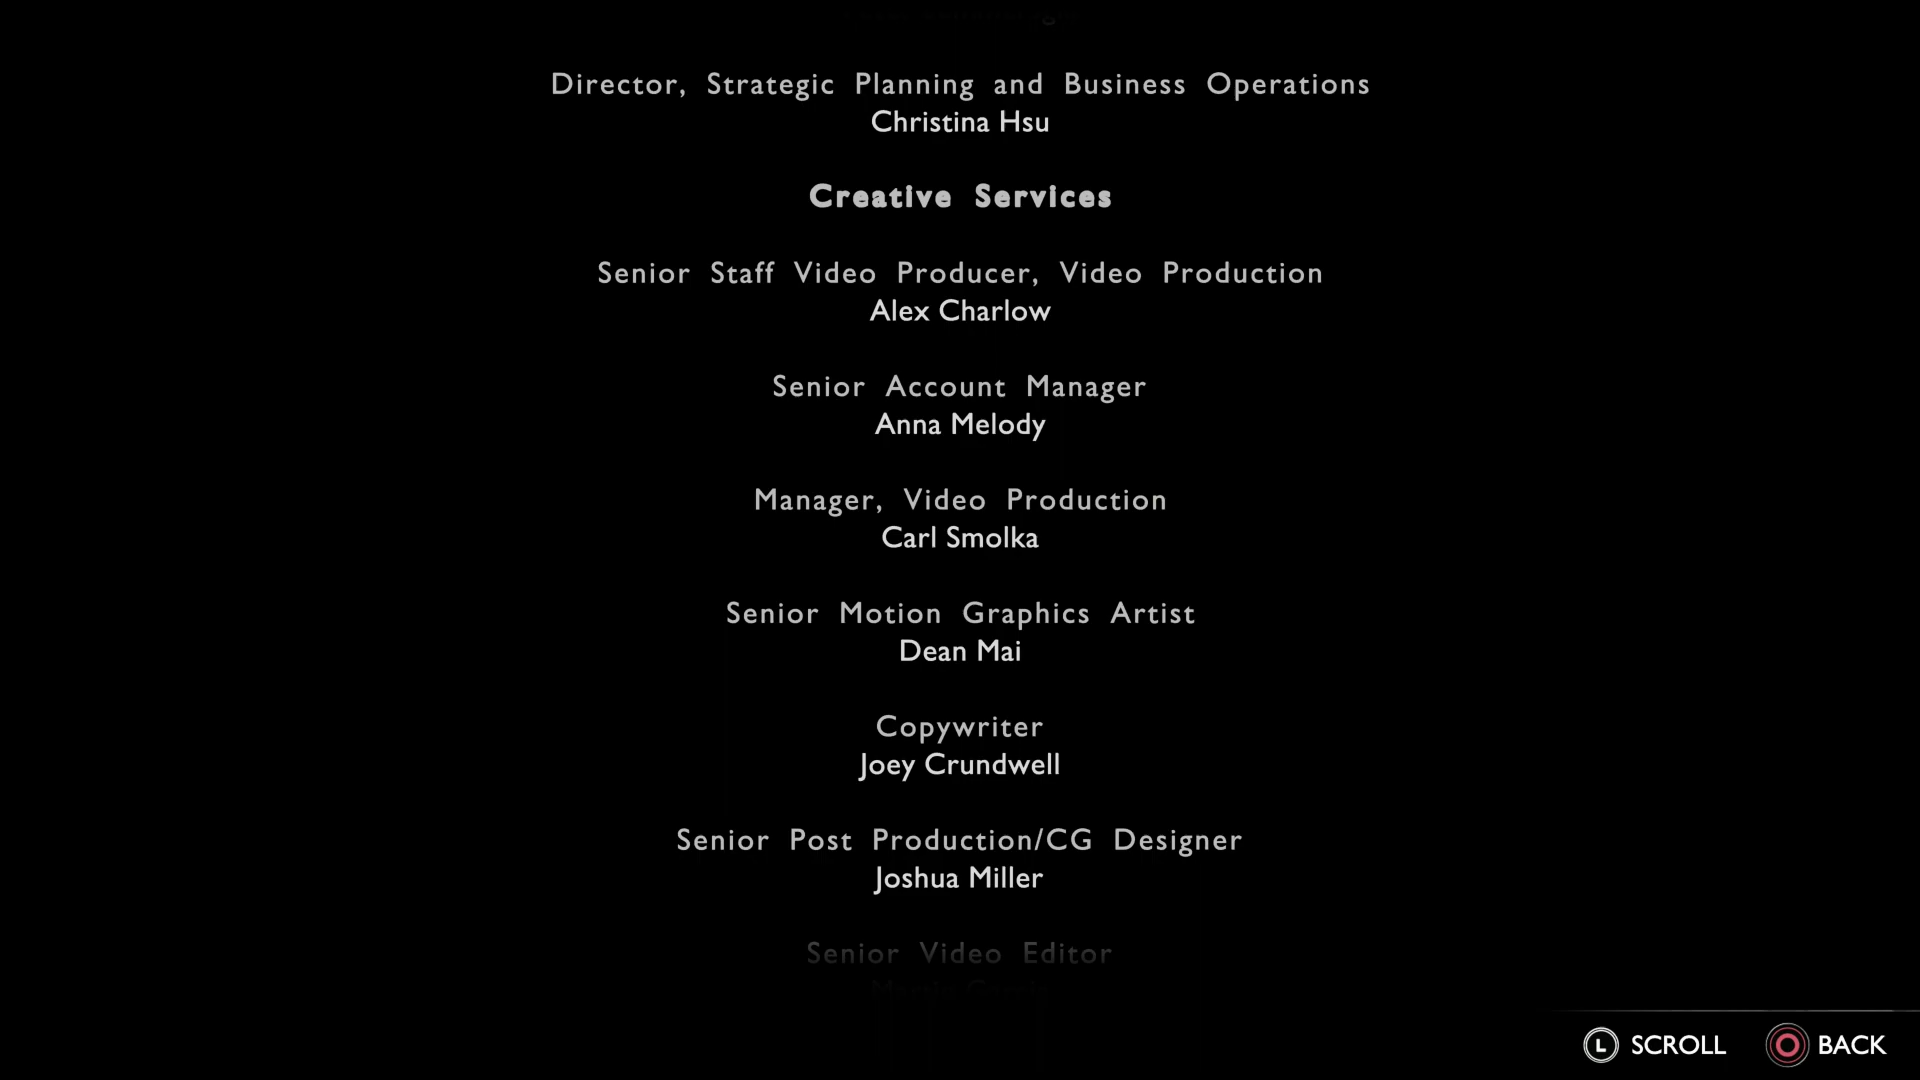 Director, Strategic Planning and Business Operations
Christina Hsu
Creative Services
Senior Staff Video Producer, Video Production
Alex Charlow
Senior Account Manager
Anna Melody
Manager, Video Production
Carl Smolka
Senior Motion Graphics Artist
Dean Mai
Copywriter
Joey Crundwell
Senior Post Production/CG Designer
Joshua Miller
Senior Video Editor
L SCROLL BACK